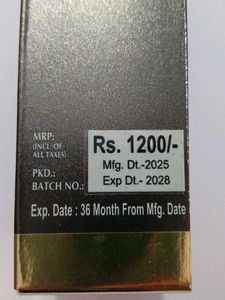 MRP:
(INCL. OF
ALL TAXES)
Rs. 1200/-
Mfg. Dt.-2025
PKD.:
Exp Dt.- 2028
BATCH NO.:
Exp. Date : 36 Month From Mfg. Date